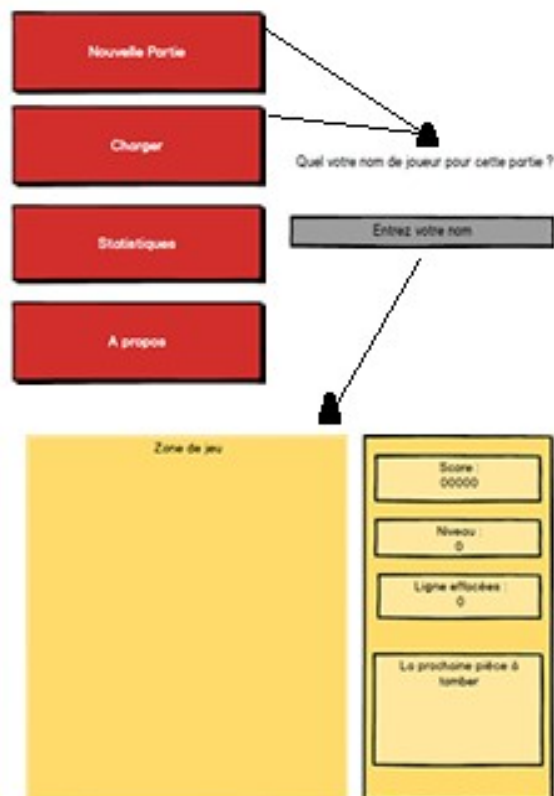 Nouvelle Partie
Charger
Statistiques
A propos
Quel votre nom de joueur pour cette partie ?
Entrez votre nom
Zone de jeu
Score :
00000
Niveau :
0
Ligne effacées :
0
La prochaine pièce à
tomber